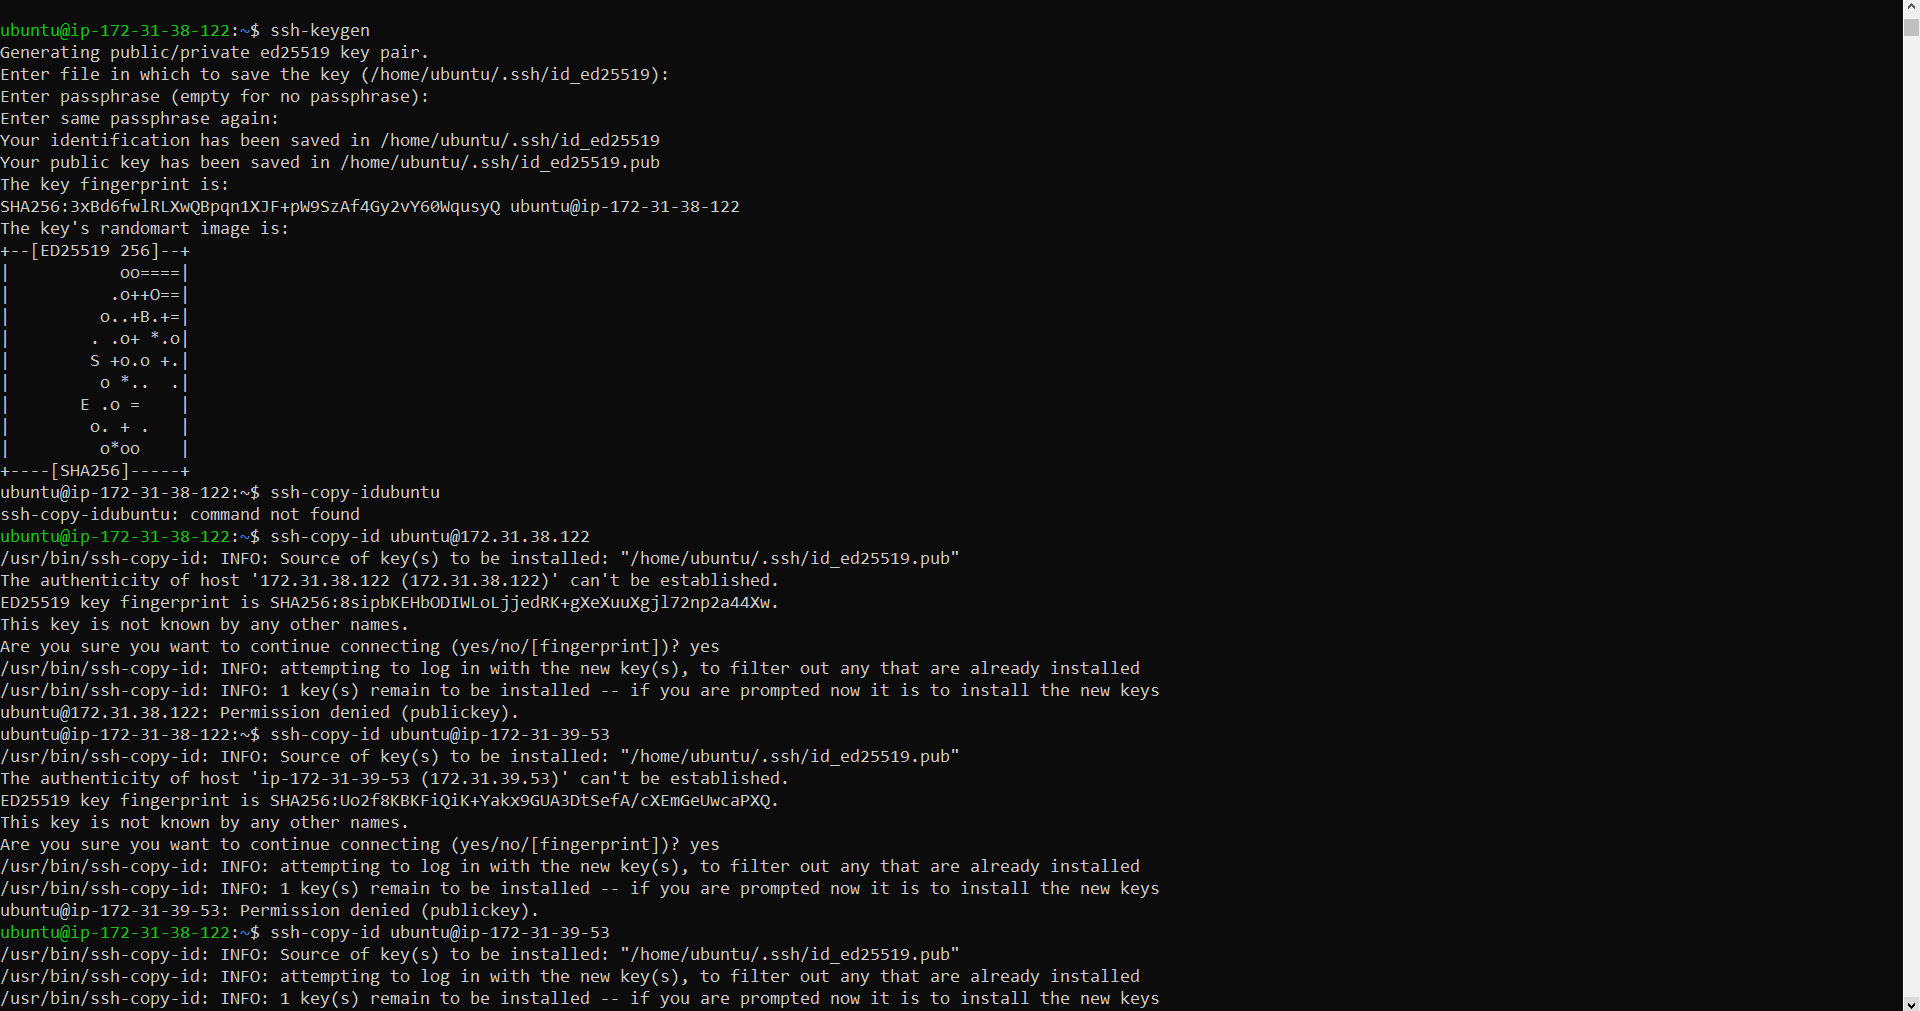 ubuntu@ip-172-31-38-122:~$ ssh-keygen
Generating public/private ed25519 key pair.
Enter file in which to save the key (/home/ubuntu/.ssh/id_ed25519):
Enter passphrase (empty for no passphrase):
Enter same passphrase again:
Your identification has been saved in /home/ubuntu/.ssh/id_ed25519
Your public key has been saved in /home/ubuntu/.ssh/id_ed25519.pub
The key fingerprint is:
SHA256:3xBd6fwlRLXwQBpqn1XJF+pW9SzAf4Gy2vY60WqusyQ ubuntu@ip-172-31-38-122
The key's randomart image is:
+--[ED25519 256]--+
|           oo====|
|          .o++O==|
|         o..+B.+=|
|        . .o+ *.o|
|        S +o.o +.|
|         o *..  .|
|       E .o =    |
|        o. + .   |
|         o*oo    |
+----[SHA256]-----+
ubuntu@ip-172-31-38-122:~$ ssh-copy-idubuntu
ssh-copy-idubuntu: command not found
ubuntu@ip-172-31-38-122:~$ ssh-copy-id ubuntu@172.31.38.122
/usr/bin/ssh-copy-id: INFO: Source of key(s) to be installed: "/home/ubuntu/.ssh/id_ed25519.pub"
The authenticity of host '172.31.38.122 (172.31.38.122)' can't be established.
ED25519 key fingerprint is SHA256:8sipbKEHbODIWLoLjjedRK+gXeXuuXgjl72np2a44Xw.
This key is not known by any other names.
Are you sure you want to continue connecting (yes/no/[fingerprint])? yes
/usr/bin/ssh-copy-id: INFO: attempting to log in with the new key(s), to filter out any that are already installed
/usr/bin/ssh-copy-id: INFO: 1 key(s) remain to be installed -- if you are prompted now it is to install the new keys
ubuntu@172.31.38.122: Permission denied (publickey).
ubuntu@ip-172-31-38-122:~$ ssh-copy-id ubuntu@ip-172-31-39-53
/usr/bin/ssh-copy-id: INFO: Source of key(s) to be installed: "/home/ubuntu/.ssh/id_ed25519.pub"
The authenticity of host 'ip-172-31-39-53 (172.31.39.53)' can't be established.
ED25519 key fingerprint is SHA256:Uo2f8KBKFiQiK+Yakx9GUA3DtSefA/cXEmGeUwcaPXQ.
This key is not known by any other names.
Are you sure you want to continue connecting (yes/no/[fingerprint])? yes
/usr/bin/ssh-copy-id: INFO: attempting to log in with the new key(s), to filter out any that are already installed
/usr/bin/ssh-copy-id: INFO: 1 key(s) remain to be installed -- if you are prompted now it is to install the new keys
ubuntu@ip-172-31-39-53: Permission denied (publickey).
ubuntu@ip-172-31-38-122:~$ ssh-copy-id ubuntu@ip-172-31-39-53
/usr/bin/ssh-copy-id: INFO: Source of key(s) to be installed: "/home/ubuntu/.ssh/id_ed25519.pub"
/usr/bin/ssh-copy-id: INFO: attempting to log in with the new key(s), to filter out any that are already installed
/usr/bin/ssh-copy-id: INFO: 1 key(s) remain to be installed -- if you are prompted now it is to install the new keys